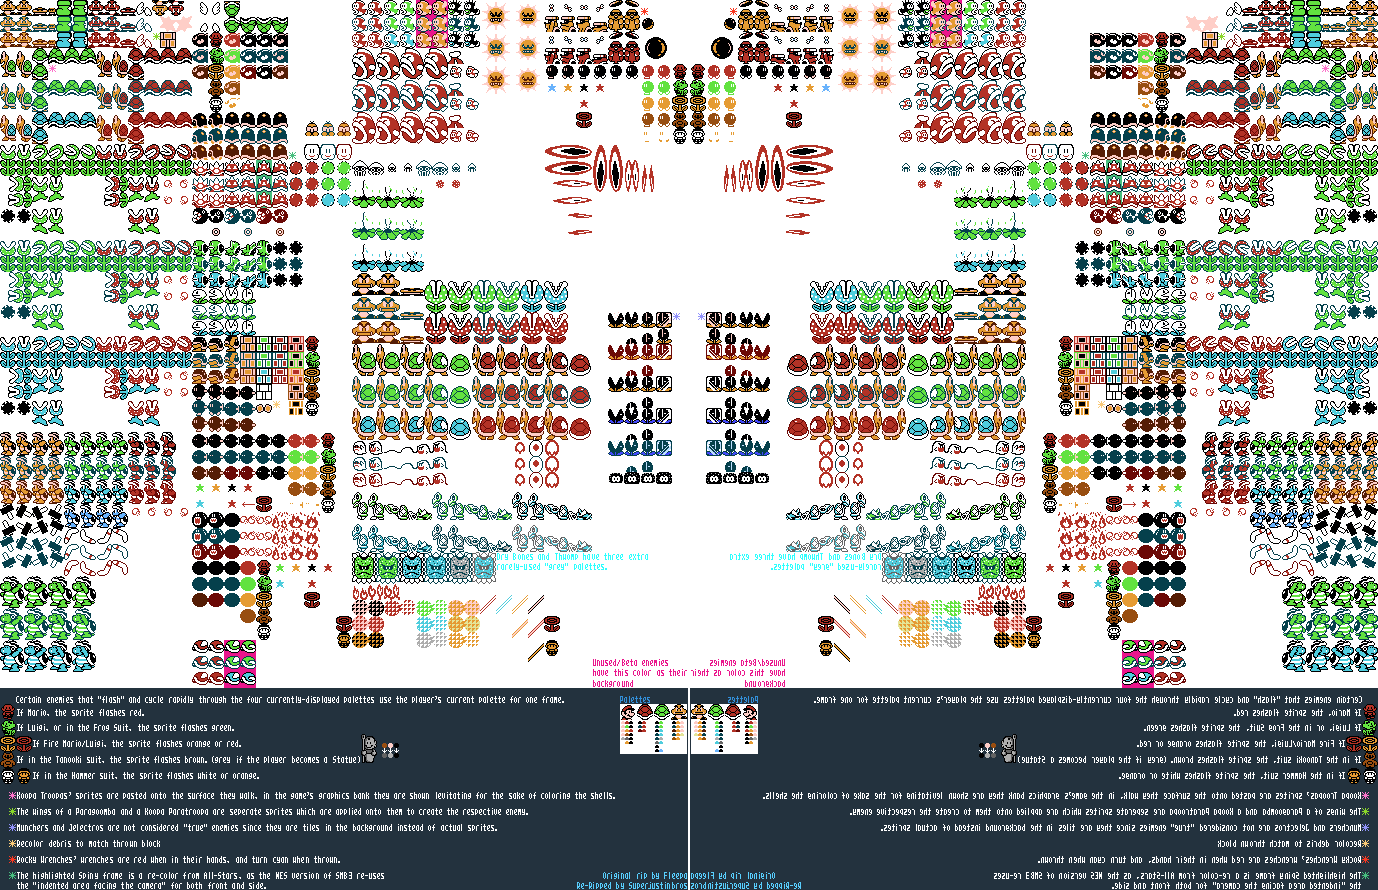 Dry Bones and Thwomp have three extra
rarely-used "grey" palettes.
Unused/Beta enemies
have this color as their
background
Certain enemies that "flash" and cycle rapidly through the four currently-displayed palettes use the player's current palette for one frame.
If Mario, the sprite flashes red.
If Luigi, or in the Frog Suit, the sprite flashes green.
If Fire Mario/Luigi, the sprite flashes orange or red.
If in the Tanooki suit, the sprite flashes brown. (grey if the player becomes a Statue)
If in the Hammer suit, the sprite flashes white or orange.
Palettes
*Koopa Troopas' sprites are pasted onto the surface they walk, in the game's graphics bank they are shown levitating for the sake of coloring the shells.
*The wings of a Paragoomba and a Koopa Paratroopa are seperate sprites which are applied onto them to create the respective enemy.
*Munchers and Jelectros are not considered "true" enemies since they are tiles in the background instead of actual sprites.
*Recolor debris to match thrown block
*Rocky Wrenches' wrenches are red when in their hands, and turn cyan when thrown.
*The highlighted Spiny frame is a re-color from All-Stars, as the NES version of SMB3 re-uses
the "indented area facing the camera" for both front and side.
Original rip by Fleepa
Re-Ripped by Superjustinbros